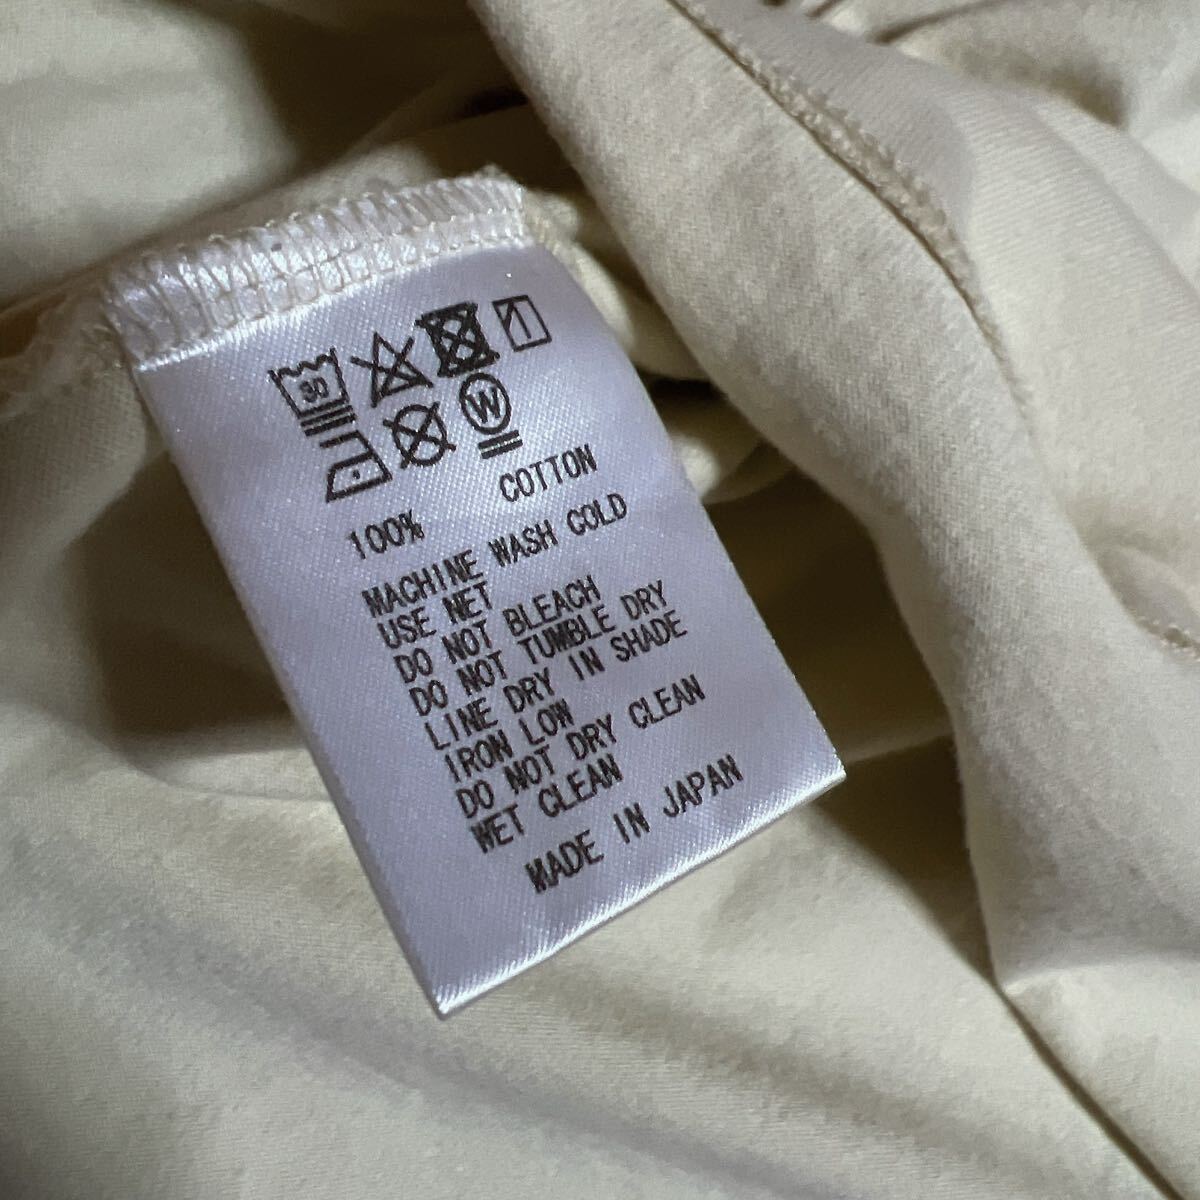 30
W
100% COTTON
MACHINE WASH COLD
USE NET
DO NOT BLEACH
DO NOT TUMBLE DRY
LINE DRY IN SHADE
IRON LOW
DO NOT DRY CLEAN
WET CLEAN
MADE IN JAPAN